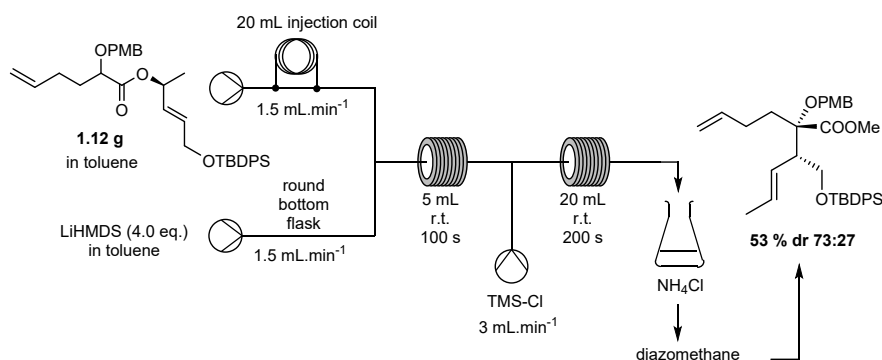 20 mL injection coil
OPMB
O
O
OTBDPS
1.12 g
in toluene
1.5 mL.min⁻¹
LiHMDS (4.0 eq.)
in toluene
round
bottom
flask
1.5 mL.min⁻¹
5 mL
r.t.
100 s
TMS-Cl
3 mL.min⁻¹
20 mL
r.t.
200 s
NH₄Cl
diazomethane
OPMB
COOMe
OTBDPS
53 % dr 73:27